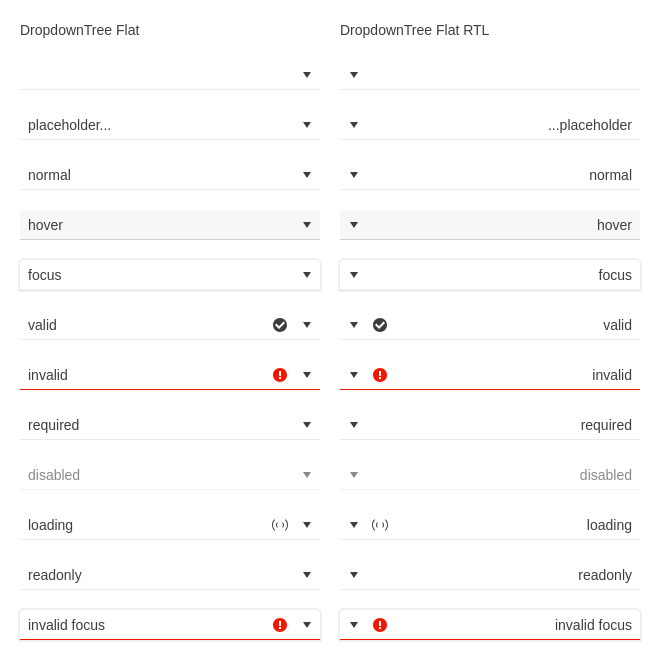 DropdownTree Flat
placeholder...
normal
hover
focus
valid
invalid
required
disabled
loading
readonly
invalid focus
DropdownTree Flat RTL
...placeholder
normal
hover
focus
valid
invalid
required
disabled
loading
readonly
invalid focus